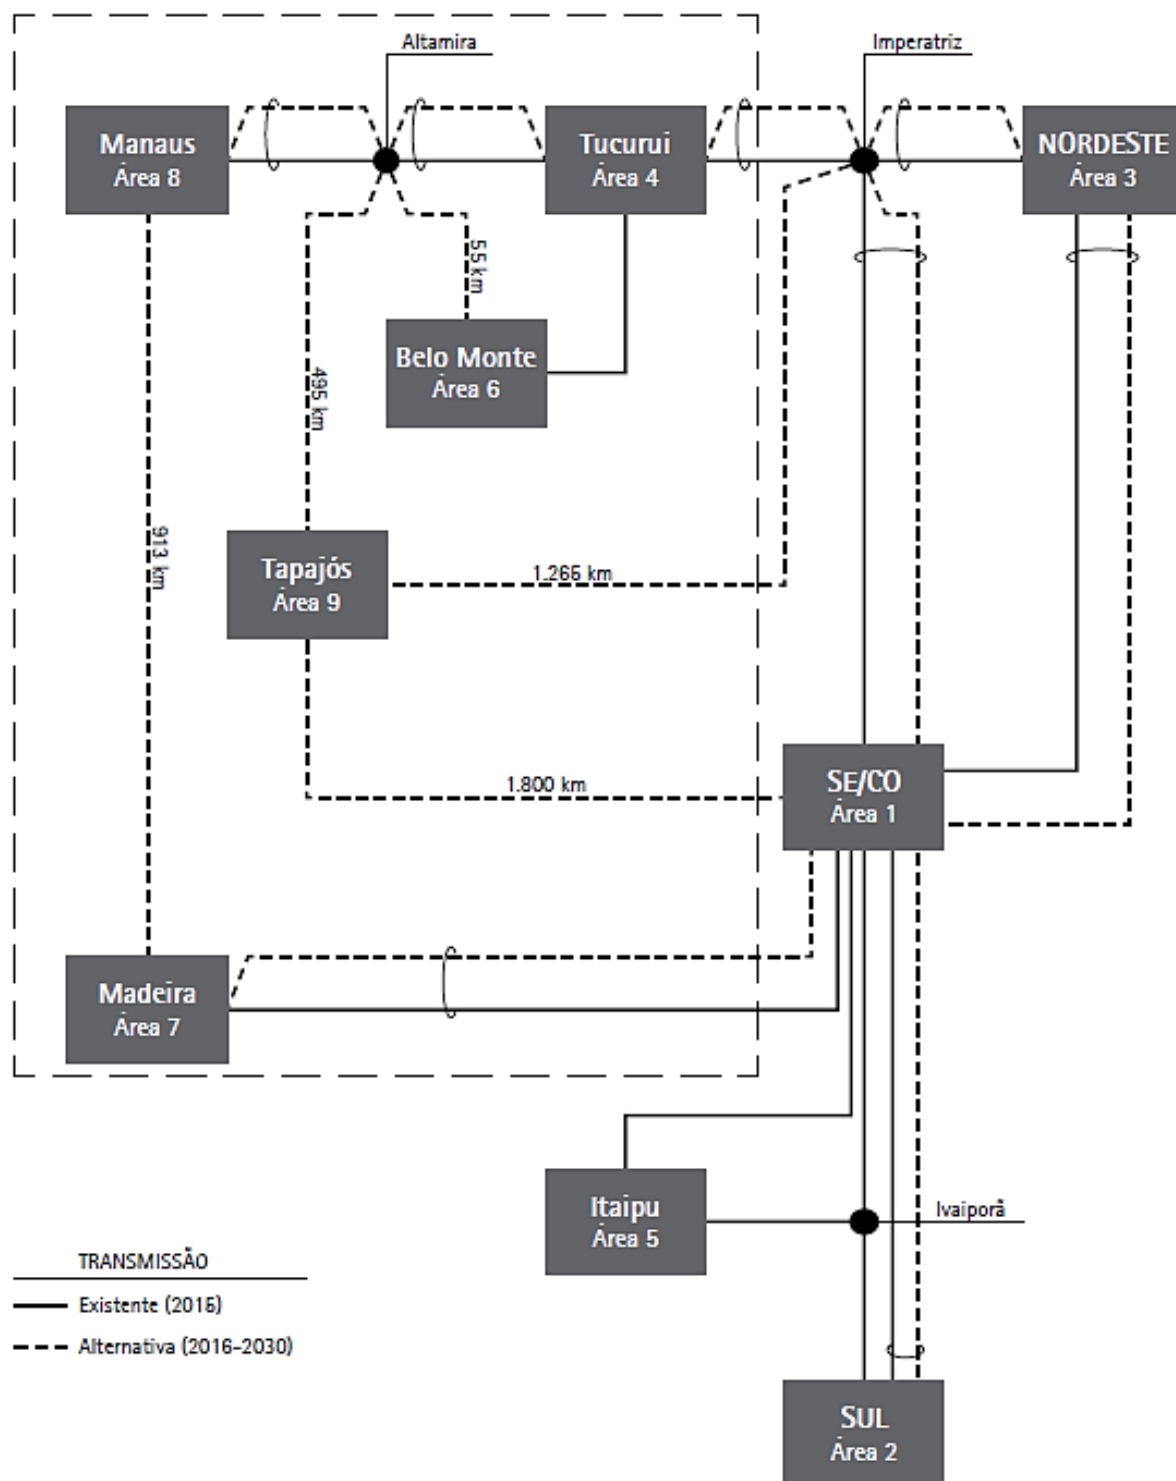 Altamira
Imperatriz
Manaus
Área 8
Tucurui
Área 4
NORDESTE
Área 3
55 km
Belo Monte
Área 6
495 km
913 km
Tapajós
Área 9
1.265 km
1.800 km
SE/CO
Área 1
Madeira
Área 7
Itaipu
Área 5
Ivaiporã
TRANSMISSÃO
Existente (2015)
Alternativa (2016-2030)
SUL
Área 2